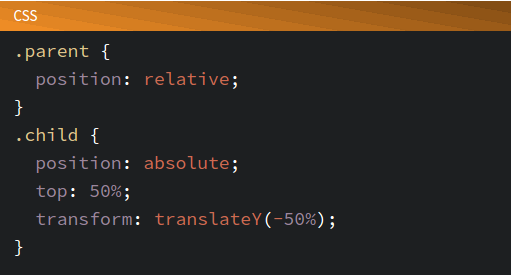 CSS
.parent {
  position: relative;
}
.child {
  position: absolute;
  top: 50%;
  transform: translateY(-50%);
}